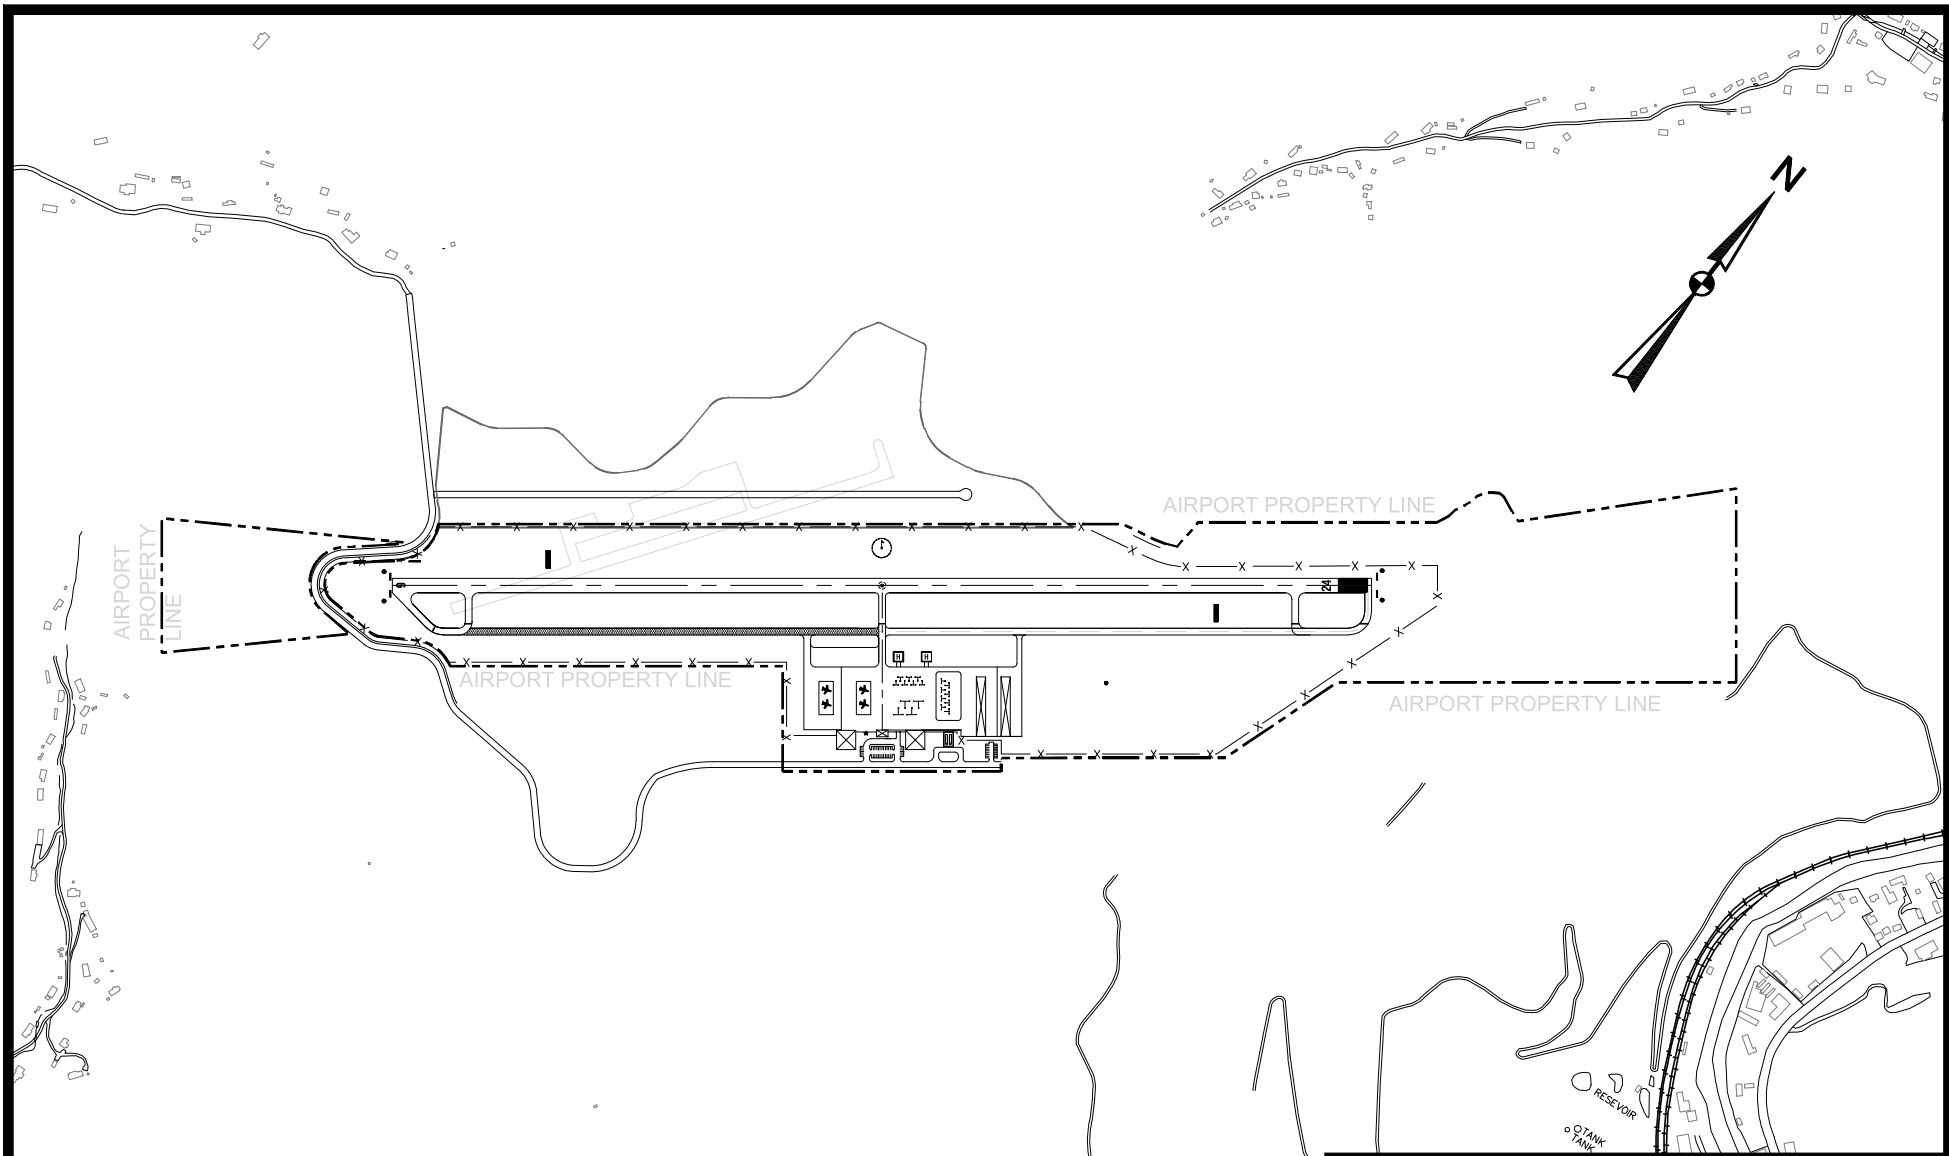 N
AIRPORT PROPERTY LINE
AIRPORT
PROPERTY
LINE
24
H H
AIRPORT PROPERTY LINE
AIRPORT PROPERTY LINE
RESEVOIR
TANK
TANK